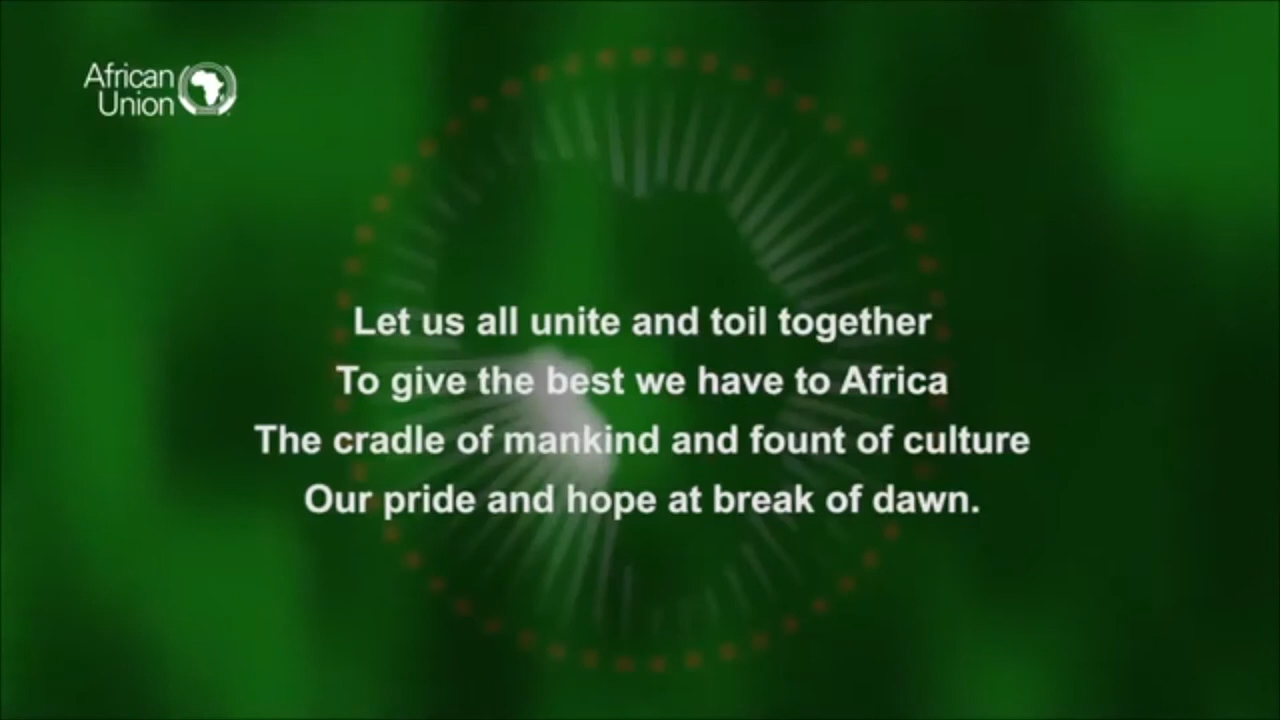 African
Union
Let us all unite and toil together
To give the best we have to Africa
The cradle of mankind and fount of culture
Our pride and hope at break of dawn.